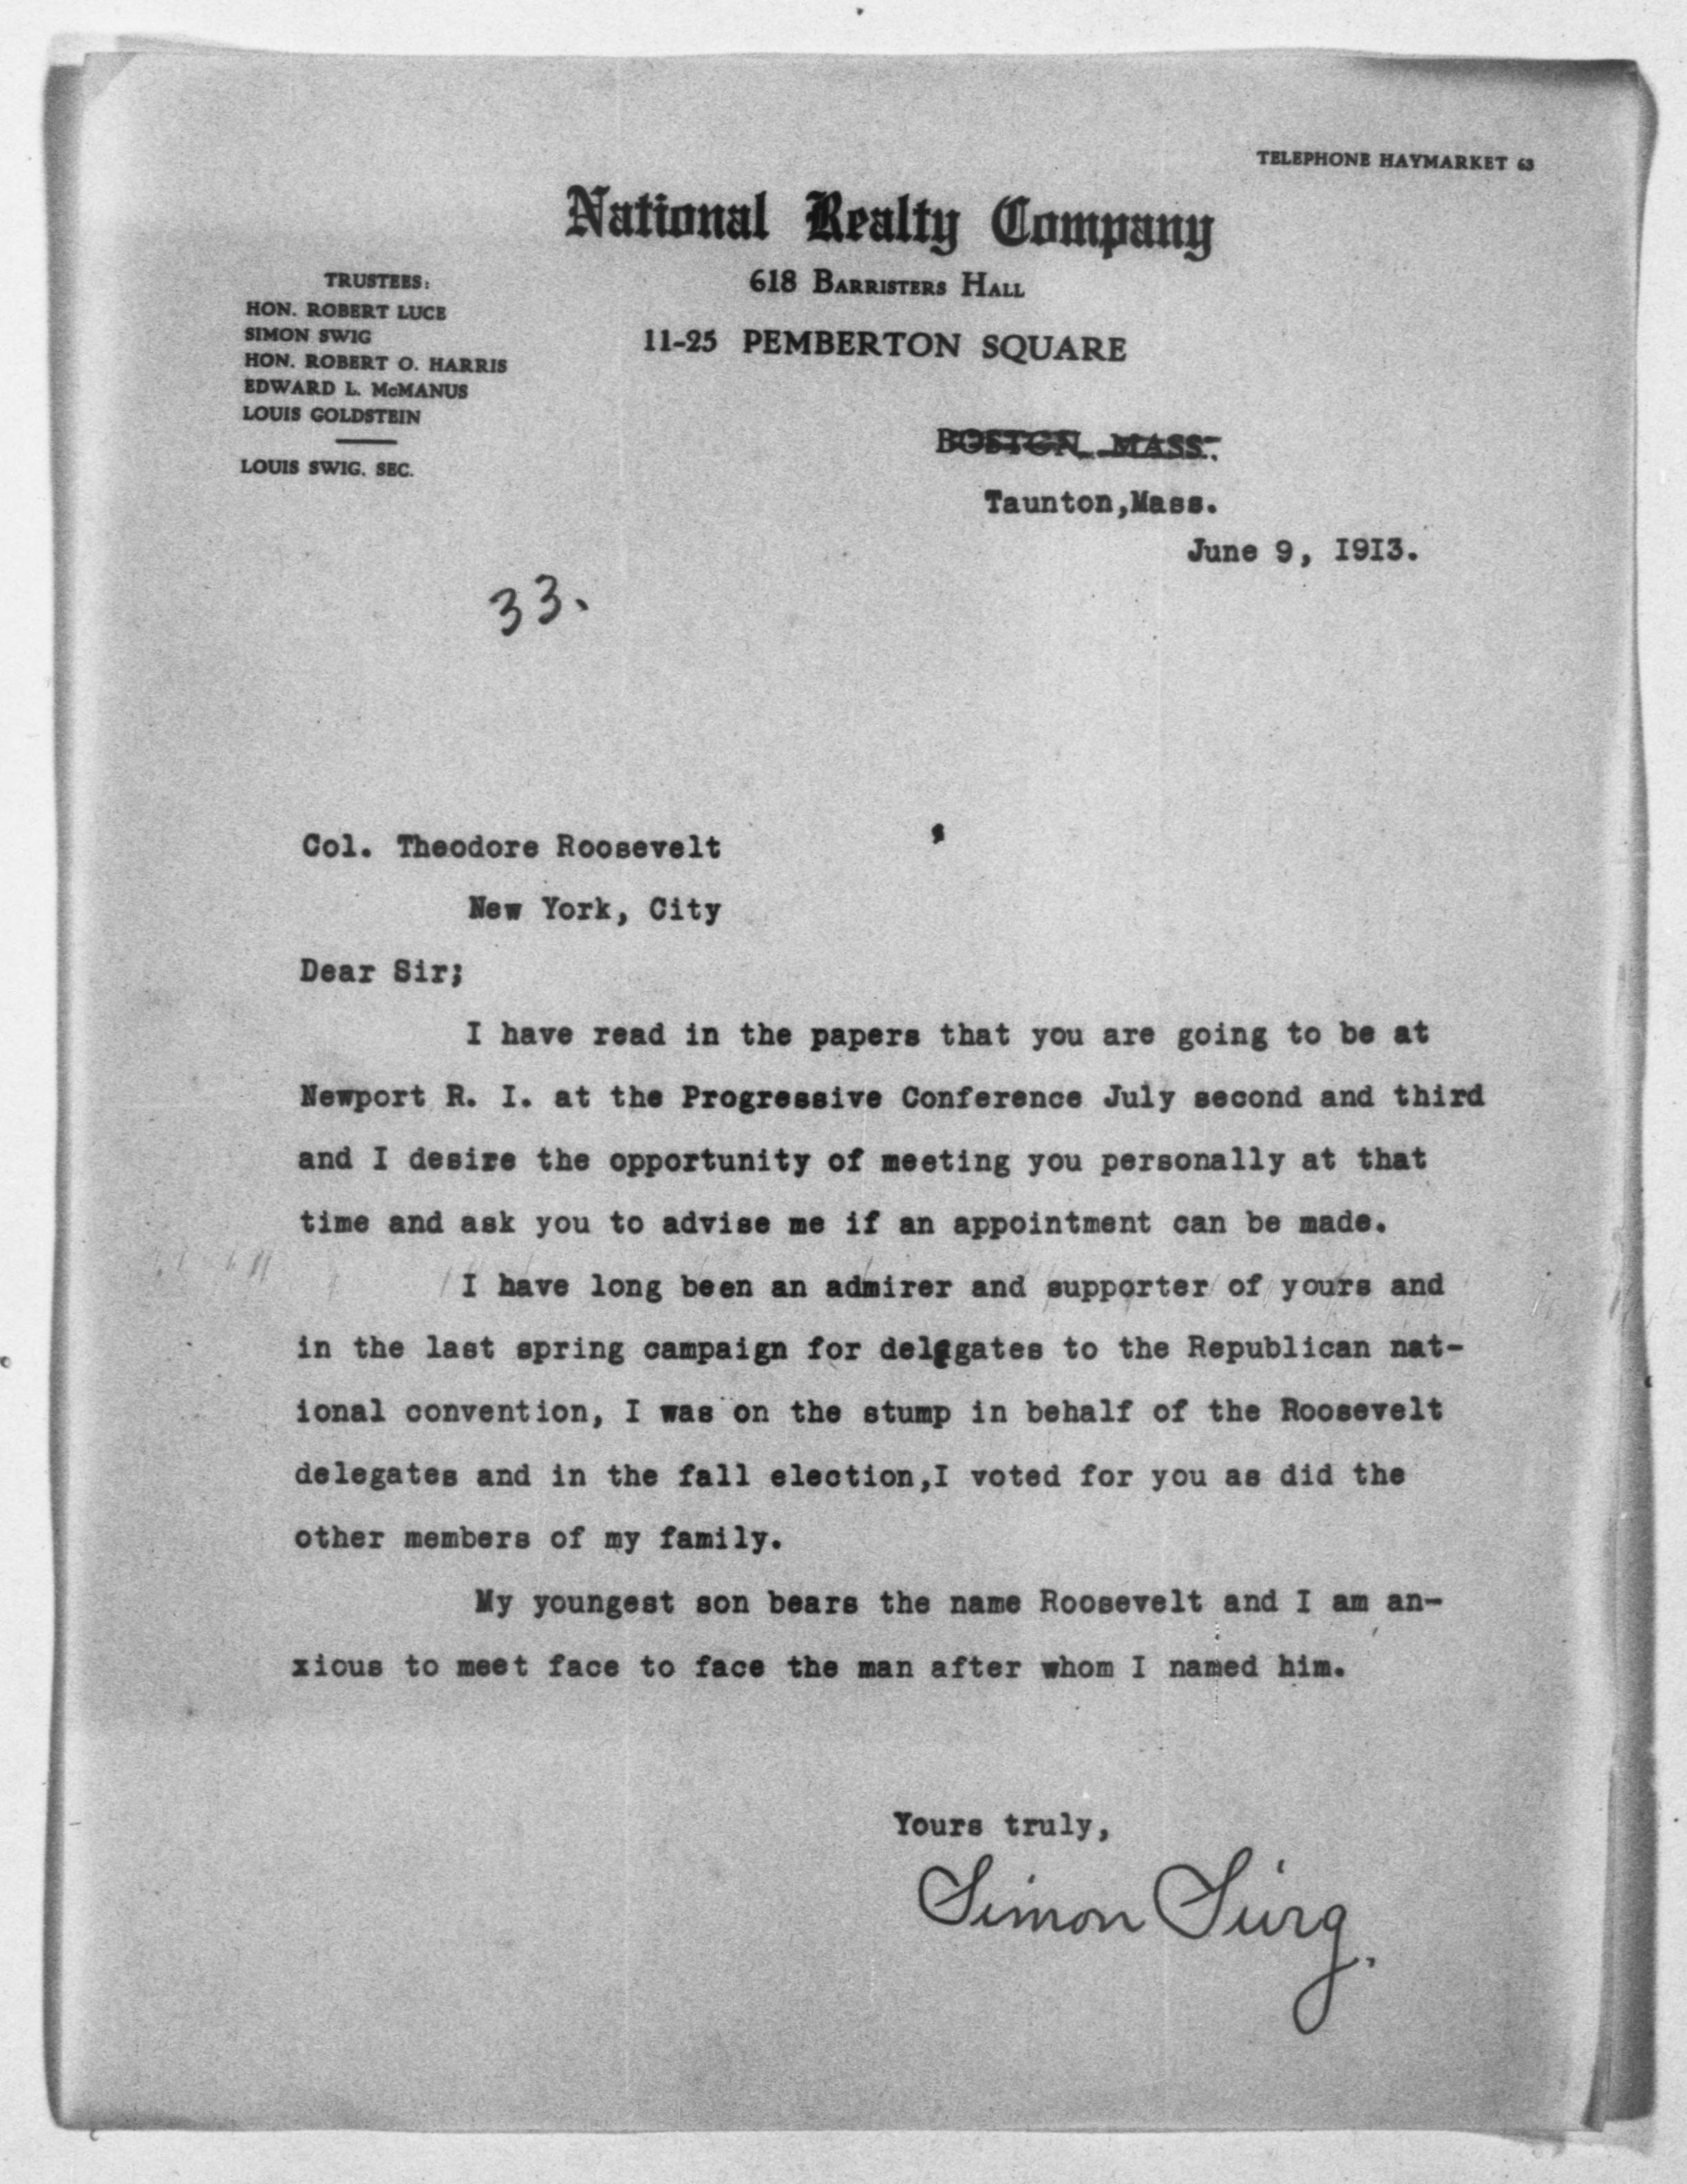 TELEPHONE HAYMARKET 63
National Realty Company
618 BARRISTERS HALL
11-25 PEMBERTON SQUARE
TRUSTEES:
HON. ROBERT LUCE
SIMON SWIG
HON. ROBERT O. HARRIS
EDWARD L. McMANUS
LOUIS GOLDSTEIN
LOUIS SWIG, SEC.
BOSTON, MASS.
Taunton,Mass.
June 9, I9I3.
33.
Col. Theodore Roosevelt
New York, City
Dear Sir;
I have read in the papers that you are going to be at
Newport R. I. at the Progressive Conference July second and third
and I desire the opportunity of meeting you personally at that
time and ask you to advise me if an appointment can be made.
I have long been an admirer and supporter of yours and
in the last spring campaign for delegates to the Republican nat-
ional convention, I was on the stump in behalf of the Roosevelt
delegates and in the fall election,I voted for you as did the
other members of my family.
My youngest son bears the name Roosevelt and I am an-
xious to meet face to face the man after whom I named him.
Yours truly,
Simon Swig.